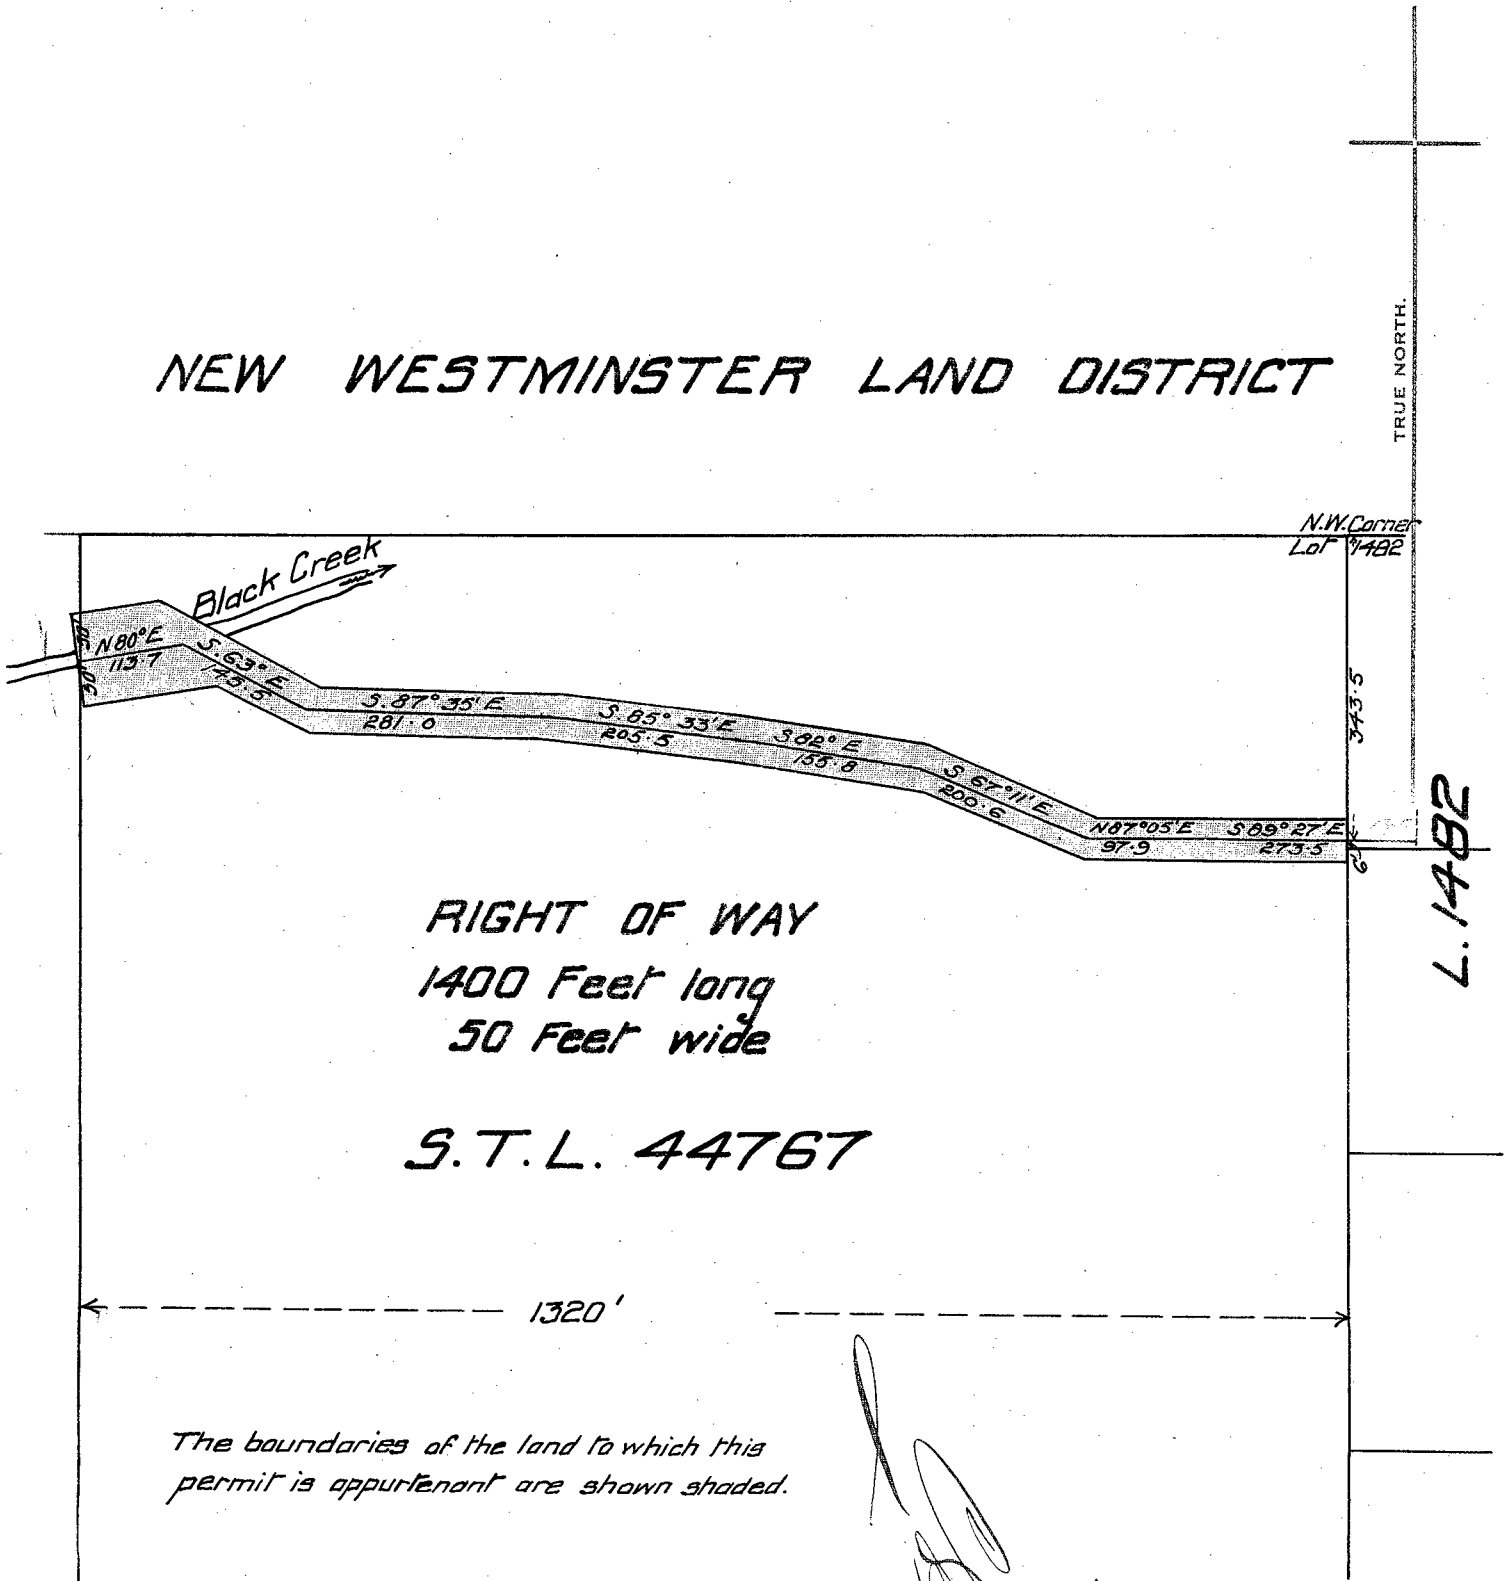 TRUE NORTH.
NEW WESTMINSTER LAND DISTRICT
N.W. Corner
Lot 1482
Black Creek
N 80° E
113·7
50'
S. 63° E
145·5
S. 87° 35' E
281·0
S. 85° 33' E
205·5
S 82° E
155·8
S 67° 11' E
200·6
N 87° 05' E
97·9
S 89° 27' E
273·5
343·5
L. 1482
RIGHT OF WAY
1400 Feet long
50 Feet wide
S.T.L. 44767
1320'
The boundaries of the land to which this
permit is appurtenant are shown shaded.